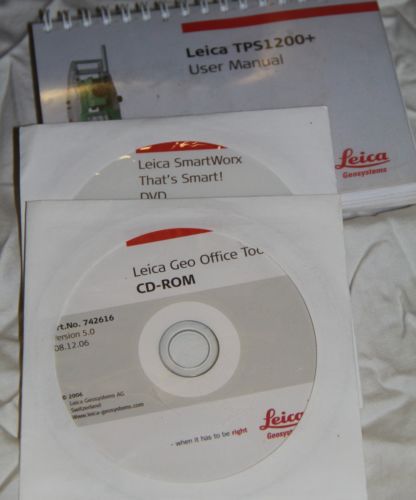 Leica TPS1200+
User Manual
Leica
Geosystems
Leica SmartWorx
That's Smart!
DVD
Leica Geo Office Too
CD-ROM
rt.No. 742616
ersion 5.0
08.12.06
© 2006
Leica Geosystems AG
Switzerland
www.leica-geosystems.com
Leica
Geosystems
- when it has to be right